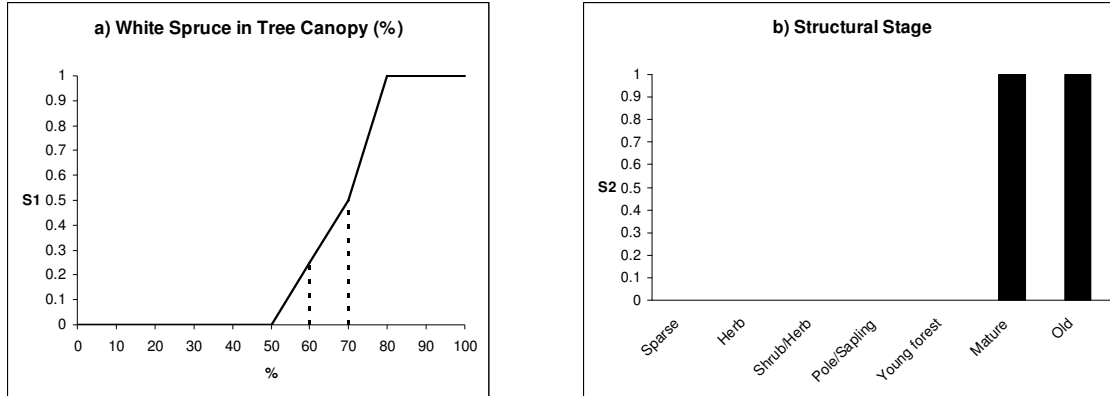 a) White Spruce in Tree Canopy (%)
1
0.9
0.8
0.7
0.6
S1 0.5
0.4
0.3
0.2
0.1
0
0 10 20 30 40 50 60 70 80 90 100
%
b) Structural Stage
1
0.9
0.8
0.7
0.6
S2 0.5
0.4
0.3
0.2
0.1
0
Sparse
Herb
Shrub/Herb
Pole/Sapling
Young forest
Mature
Old